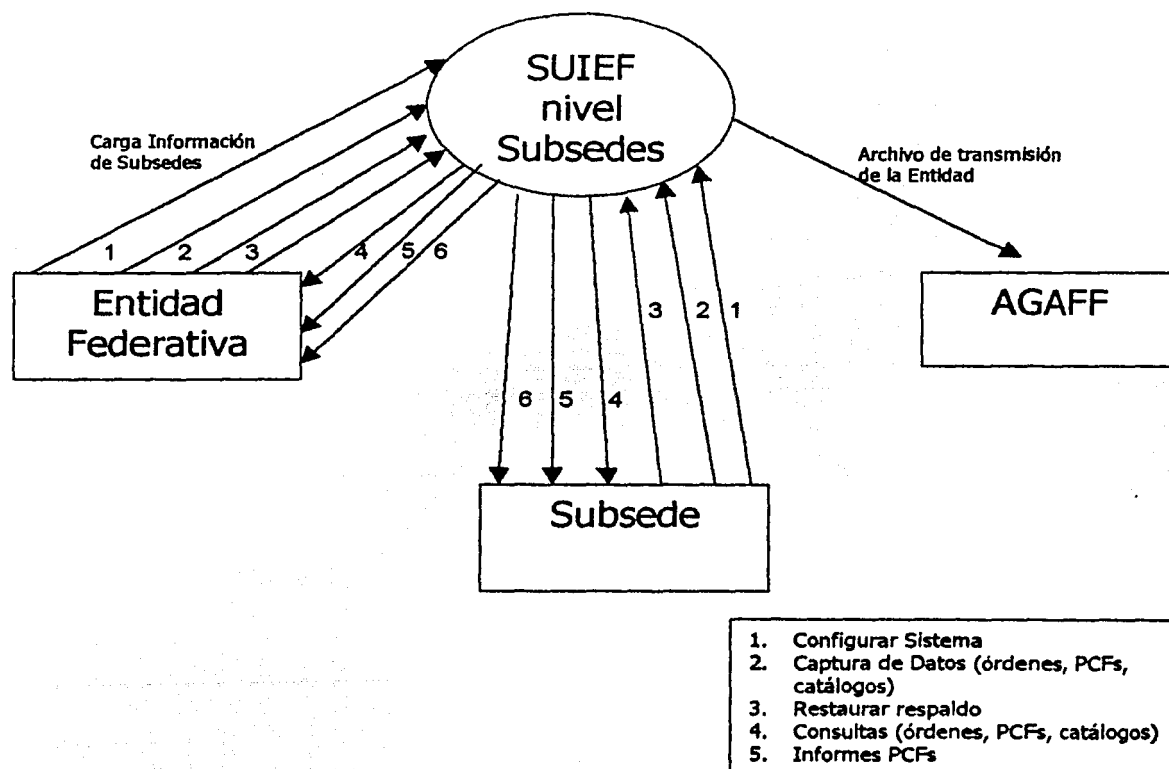 SUIEF
nivel
Subsedes
Carga Información
de Subsedes
Archivo de transmisión
de la Entidad
1 2 3 4 5 6
Entidad
Federativa
AGAFF
3 2 1
6 5 4
Subsede
1. Configurar Sistema
2. Captura de Datos (órdenes, PCFs,
catálogos)
3. Restaurar respaldo
4. Consultas (órdenes, PCFs, catálogos)
5. Informes PCFs